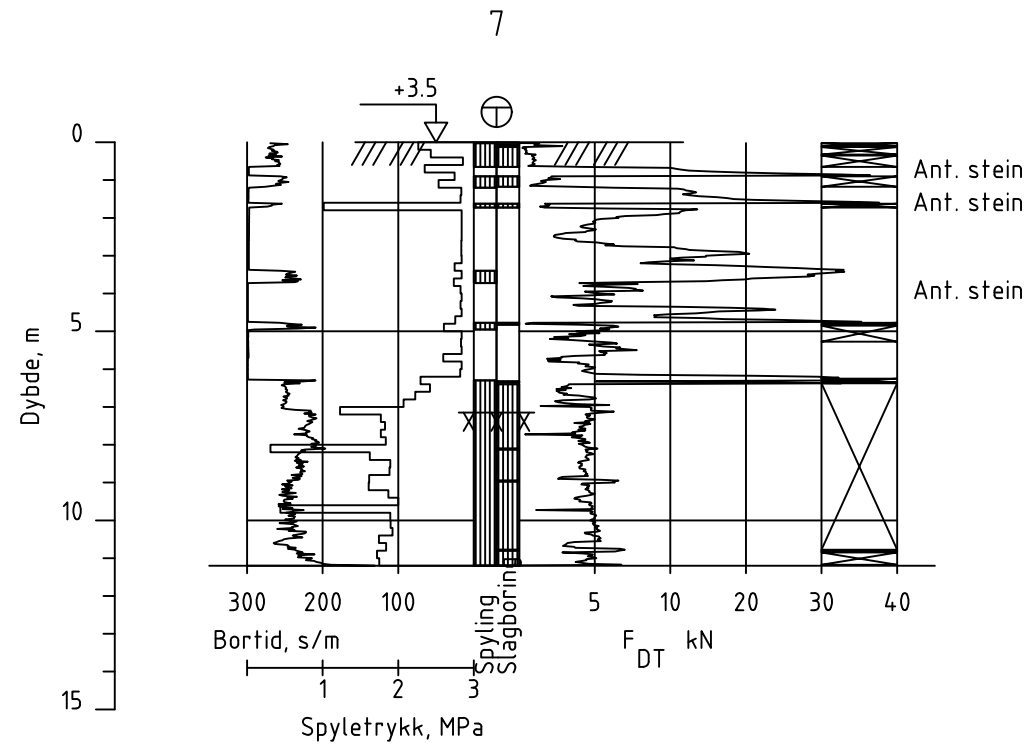 7
+3.5
0
Ant. stein
Ant. stein
Ant. stein
5
Dybde, m
10
15
300 200 100 5 10 20 30 40
Bortid, s/m
Spyling
Slagboring
F DT kN
1 2 3
Spyletrykk, MPa